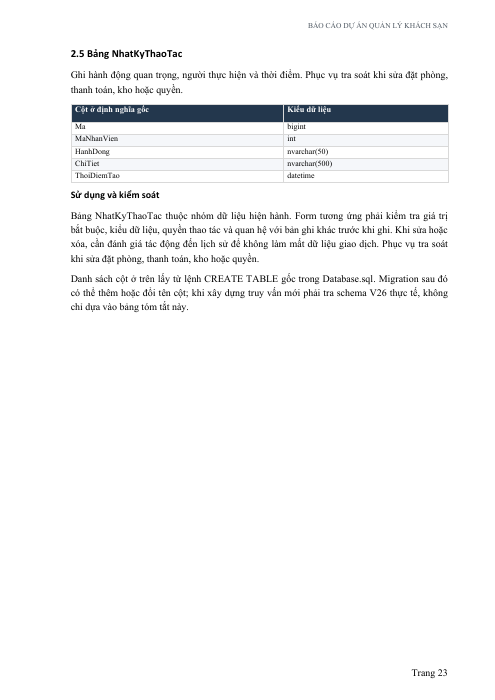 BÁO CÁO DỰ ÁN QUẢN LÝ KHÁCH SẠN
2.5 Bảng NhatKyThaoTac
Ghi hành động quan trọng, người thực hiện và thời điểm. Phục vụ tra soát khi sửa đặt phòng,
thanh toán, kho hoặc quyền.
Cột ở định nghĩa gốc Kiểu dữ liệu
Ma bigint
MaNhanVien int
HanhDong nvarchar(50)
ChiTiet nvarchar(500)
ThoiDiemTao datetime
Sử dụng và kiểm soát
Bảng NhatKyThaoTac thuộc nhóm dữ liệu hiện hành. Form tương ứng phải kiểm tra giá trị
bắt buộc, kiểu dữ liệu, quyền thao tác và quan hệ với bản ghi khác trước khi ghi. Khi sửa hoặc
xóa, cần đánh giá tác động đến lịch sử để không làm mất dữ liệu giao dịch. Phục vụ tra soát
khi sửa đặt phòng, thanh toán, kho hoặc quyền.
Danh sách cột ở trên lấy từ lệnh CREATE TABLE gốc trong Database.sql. Migration sau đó
có thể thêm hoặc đổi tên cột; khi xây dựng truy vấn mới phải tra schema V26 thực tế, không
chỉ dựa vào bảng tóm tắt này.
Trang 23